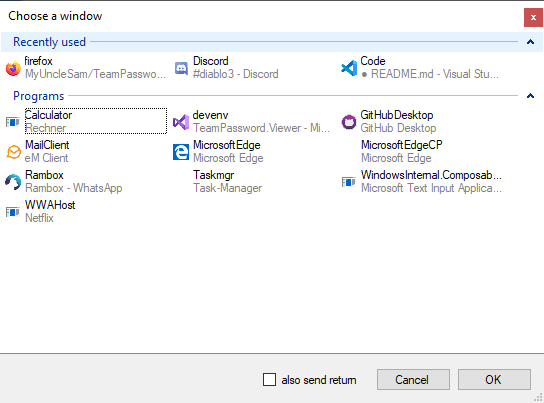 Choose a window
x
Recently used
firefox
MyUncleSam/TeamPasswo...
Discord
#diablo3 - Discord
Code
● README.md - Visual Stu...
Programs
Calculator
Rechner
devenv
TeamPassword.Viewer - Mi...
GitHubDesktop
GitHub Desktop
MailClient
eM Client
MicrosoftEdge
Microsoft Edge
MicrosoftEdgeCP
Microsoft Edge
Rambox
Rambox - WhatsApp
Taskmgr
Task-Manager
WindowsInternal.Composab...
Microsoft Text Input Applica...
WWAHost
Netflix
also send return
Cancel
OK